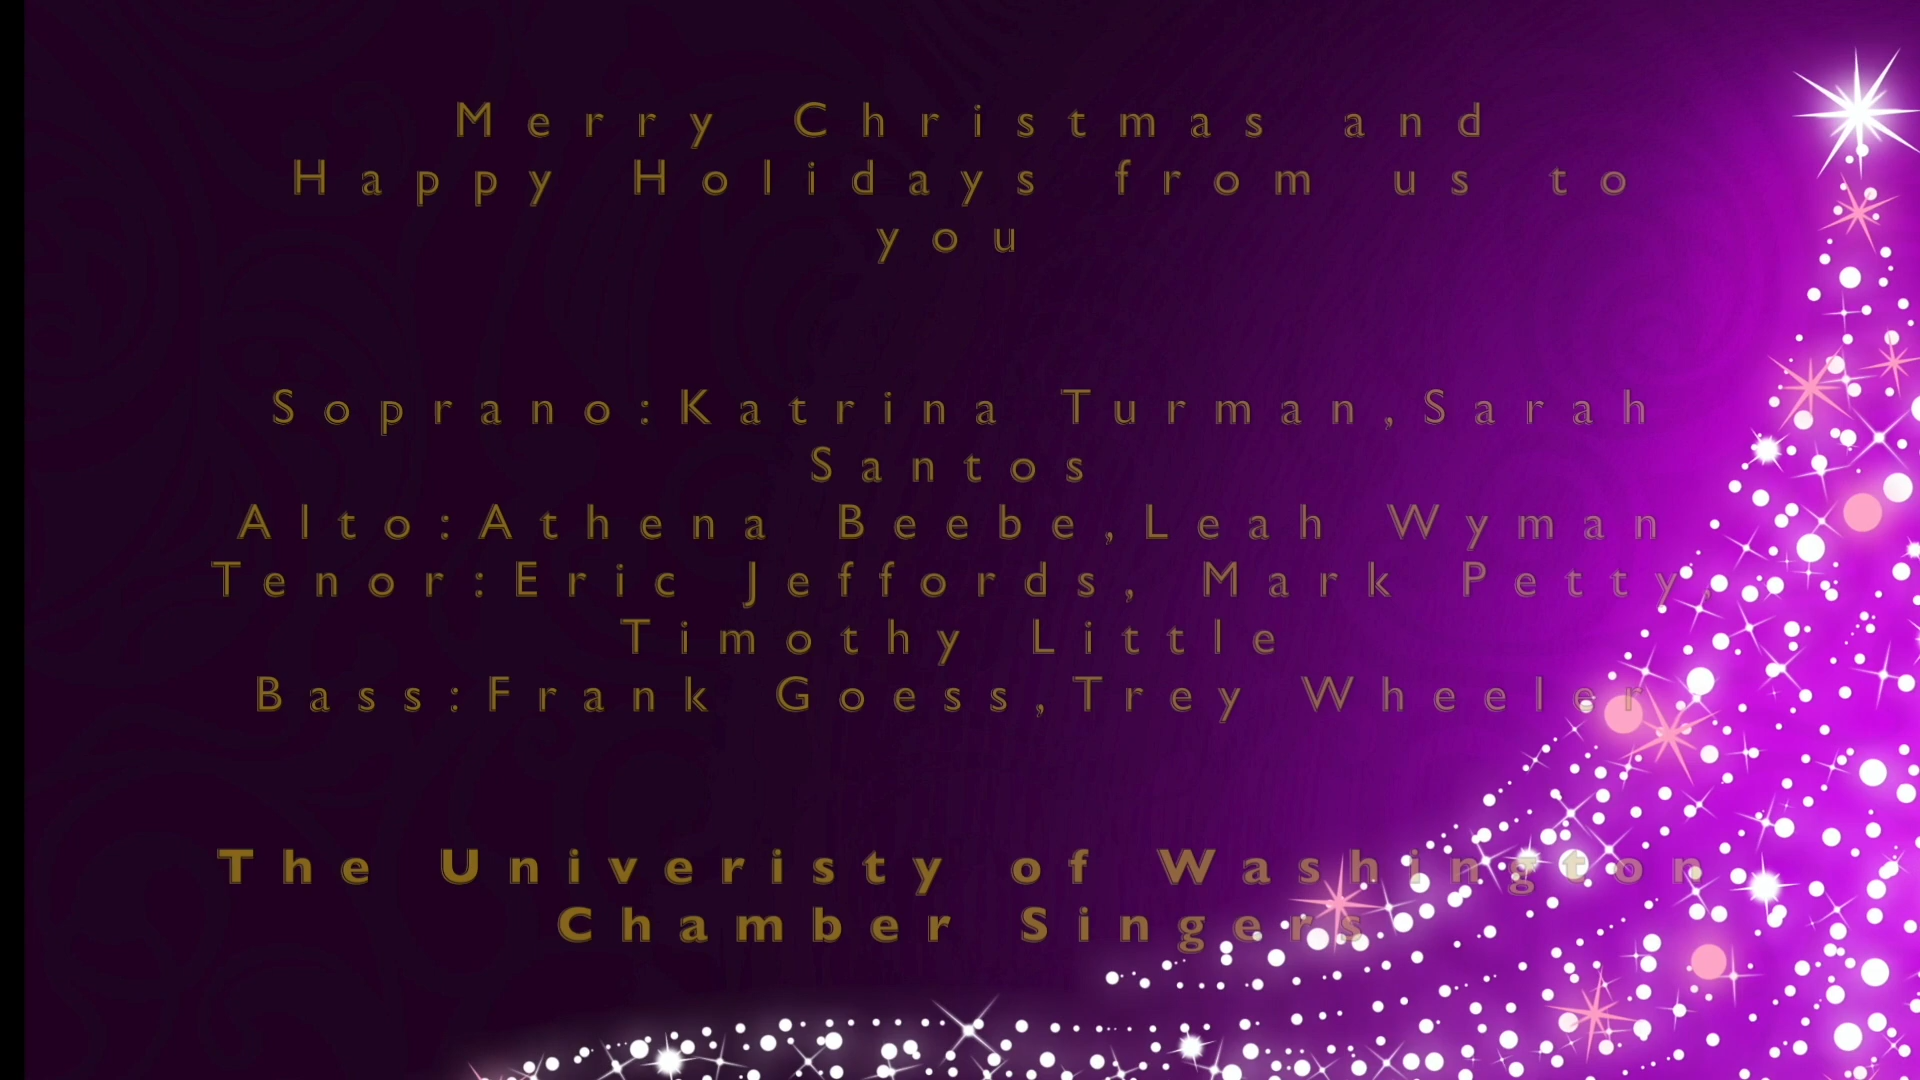 Merry Christmas and
Happy Holidays from us to
you
Soprano:Katrina Turman,Sarah
Santos
Alto:Athena Beebe,Leah Wyman
Tenor:Eric Jeffords, Mark Petty,
Timothy Little
Bass:Frank Goess,Trey Wheeler
The Univeristy of Washington
Chamber Singers